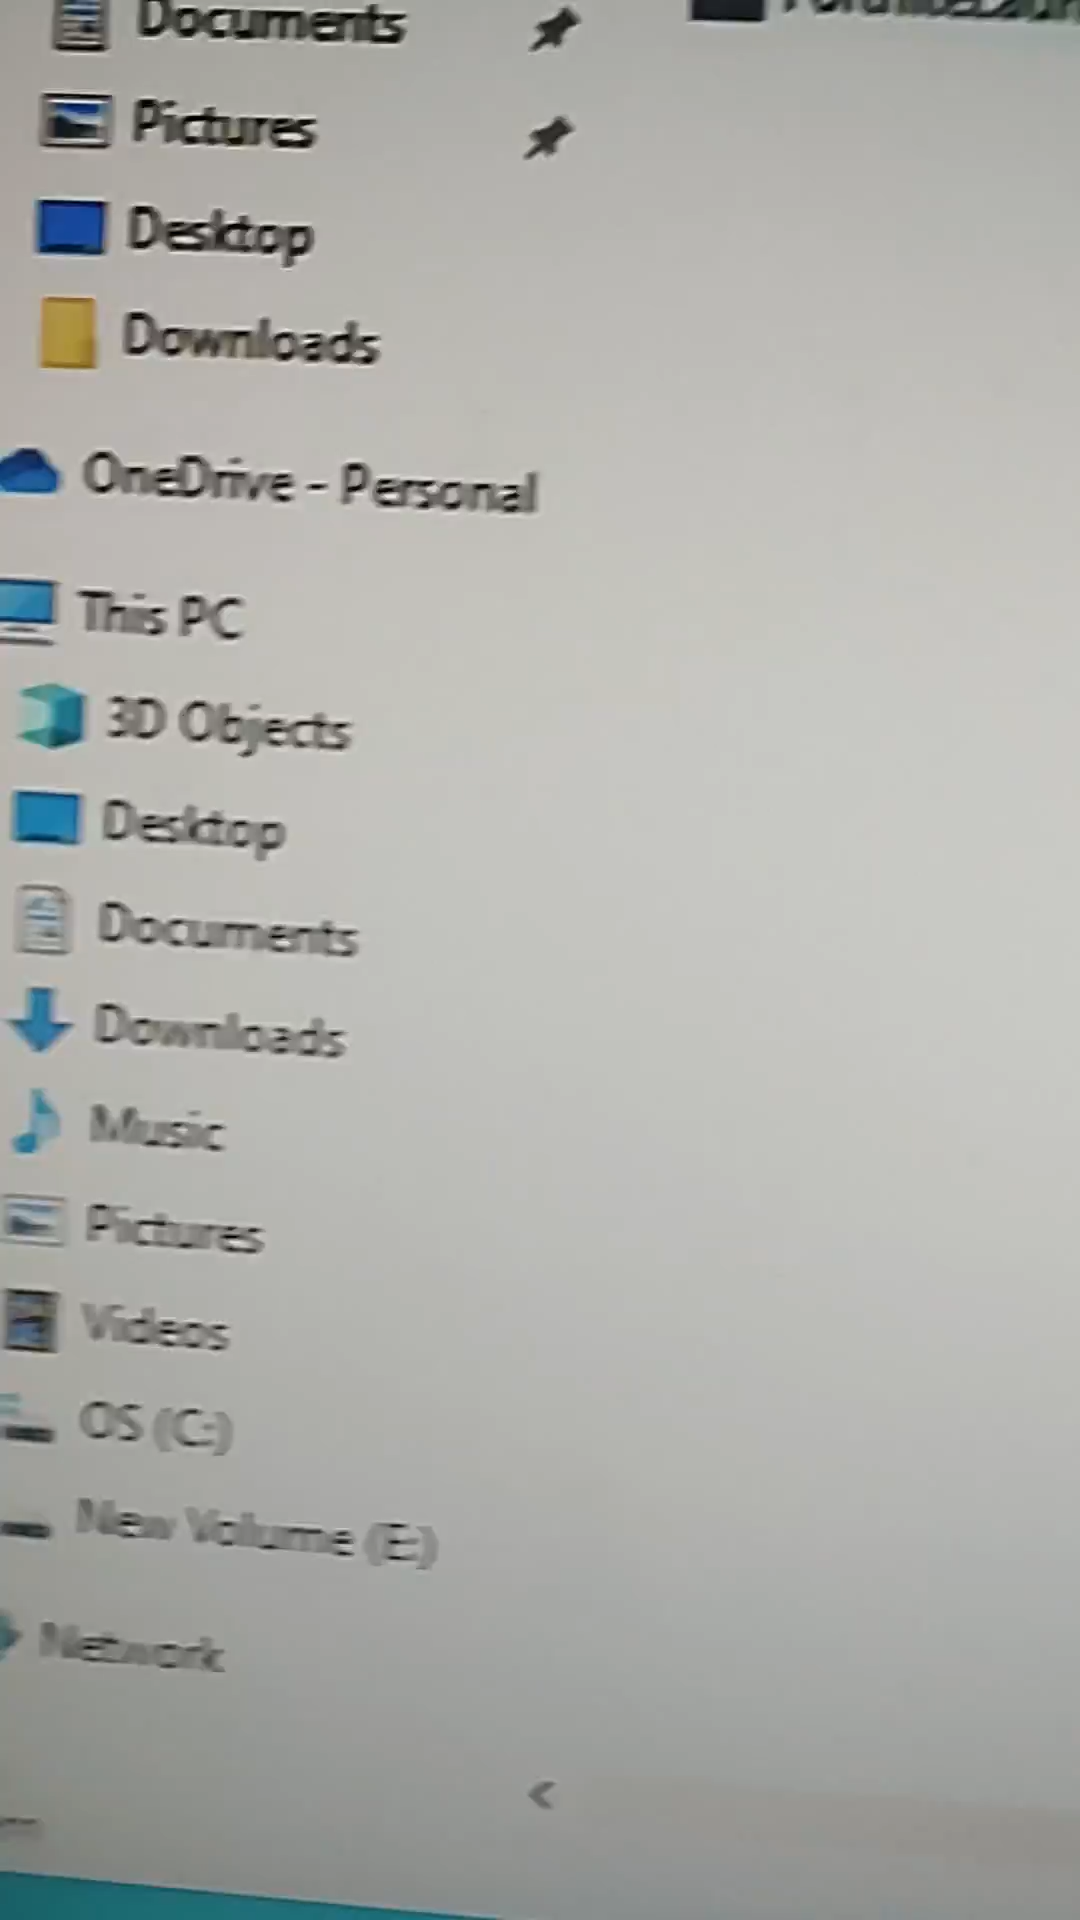 Documents
Pictures
Desktop
Downloads
OneDrive - Personal
This PC
3D Objects
Desktop
Documents
Downloads
Music
Pictures
Videos
OS (C:)
New Volume (E:)
Network